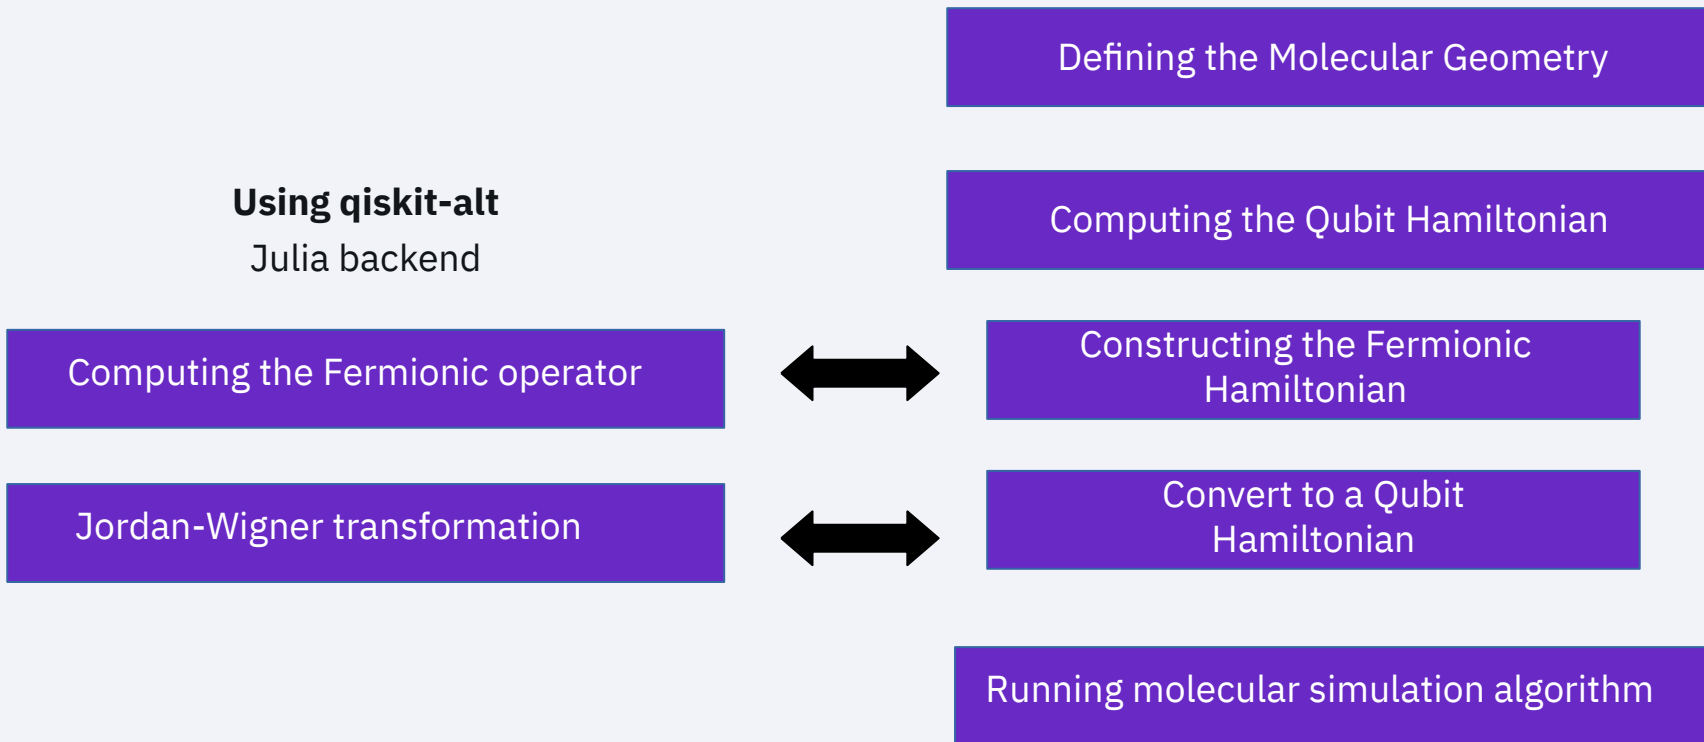 Defining the Molecular Geometry
Using qiskit-alt
Julia backend
Computing the Qubit Hamiltonian
Computing the Fermionic operator
Constructing the Fermionic
Hamiltonian
Jordan-Wigner transformation
Convert to a Qubit
Hamiltonian
Running molecular simulation algorithm